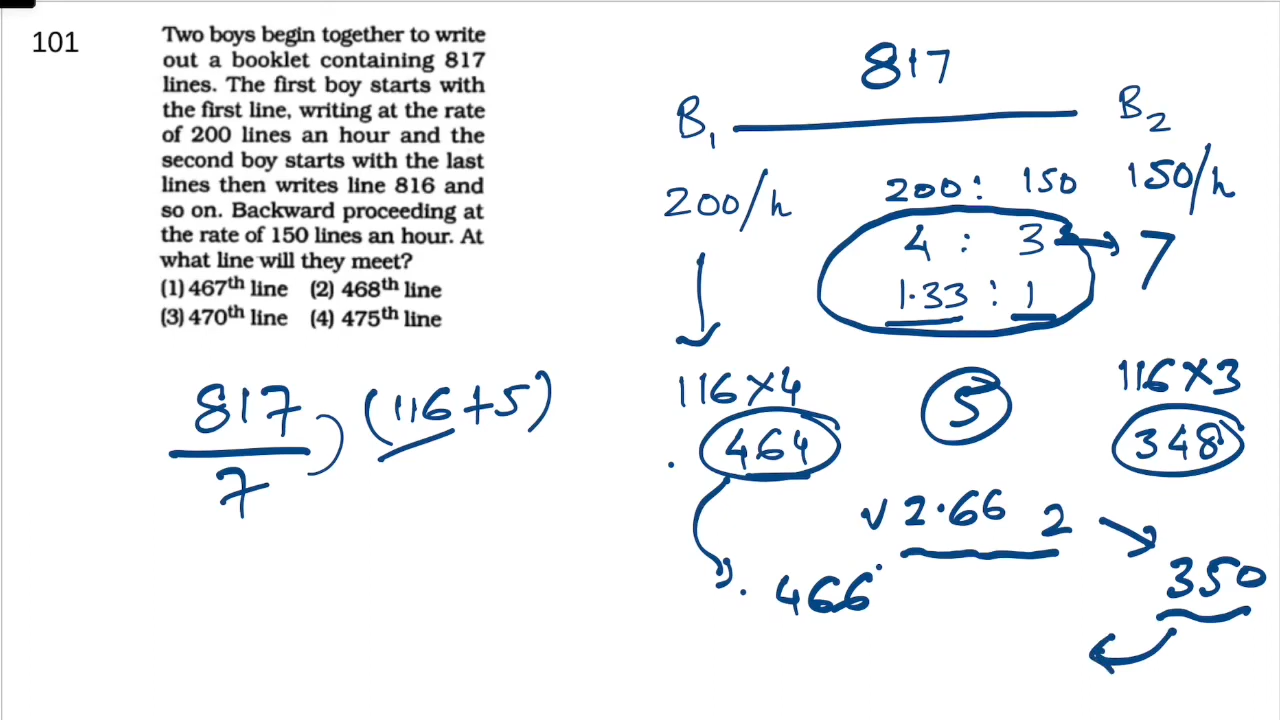 101
Two boys begin together to write
out a booklet containing 817
lines. The first boy starts with
the first line, writing at the rate
of 200 lines an hour and the
second boy starts with the last
lines then writes line 816 and
so on. Backward proceeding at
the rate of 150 lines an hour. At
what line will they meet?
(1) 467th line (2) 468th line
(3) 470th line (4) 475th line
817
B1 B2
200/h 200 : 150 150/h
4 : 3 → 7
1.33 : 1
817/7 (116+5)
116×4 5 116×3
464 348
√ 2.66 2
466 350